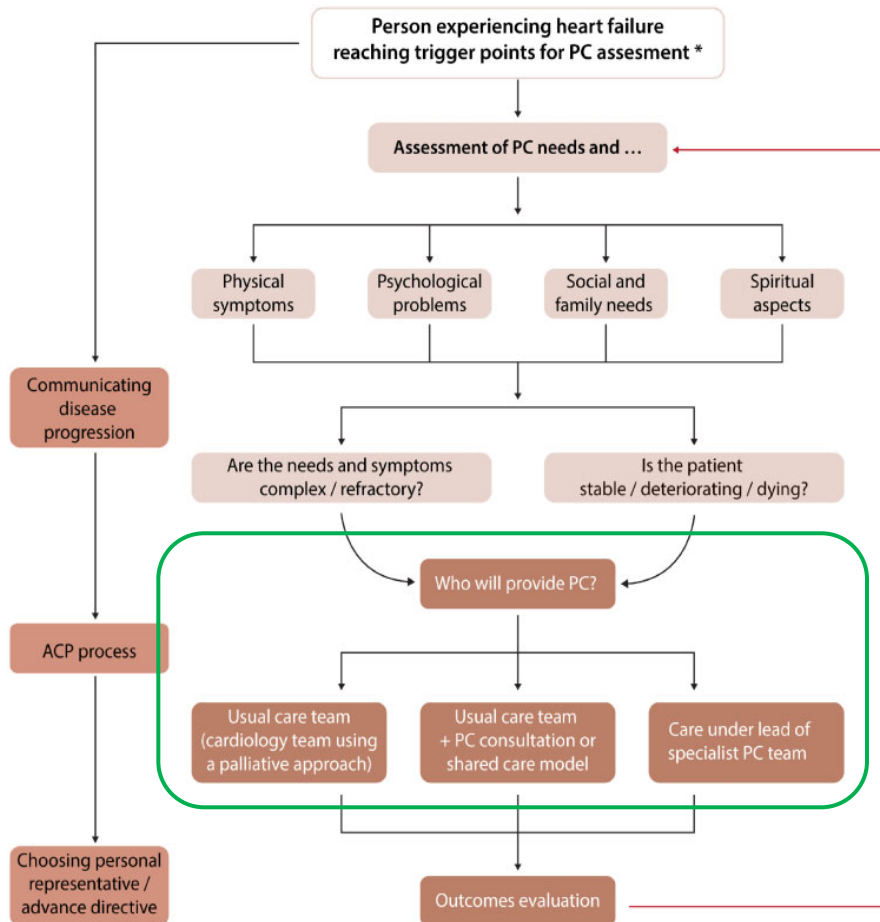 Person experiencing heart failure
reaching trigger points for PC assesment *
Assessment of PC needs and ...
Physical
symptoms
Psychological
problems
Social and
family needs
Spiritual
aspects
Communicating
disease
progression
Are the needs and symptoms
complex / refractory?
Is the patient
stable / deteriorating / dying?
Who will provide PC?
ACP process
Usual care team
(cardiology team using
a palliative approach)
Usual care team
+ PC consultation or
shared care model
Care under lead of
specialist PC team
Choosing personal
representative /
advance directive
Outcomes evaluation